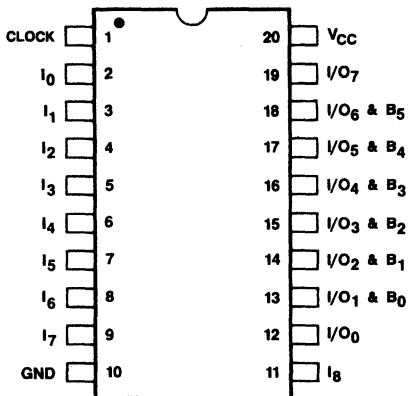 CLOCK 1 20 VCC
I0 2 19 I/O7
I1 3 18 I/O6 & B5
I2 4 17 I/O5 & B4
I3 5 16 I/O4 & B3
I4 6 15 I/O3 & B2
I5 7 14 I/O2 & B1
I6 8 13 I/O1 & B0
I7 9 12 I/O0
GND 10 11 I8